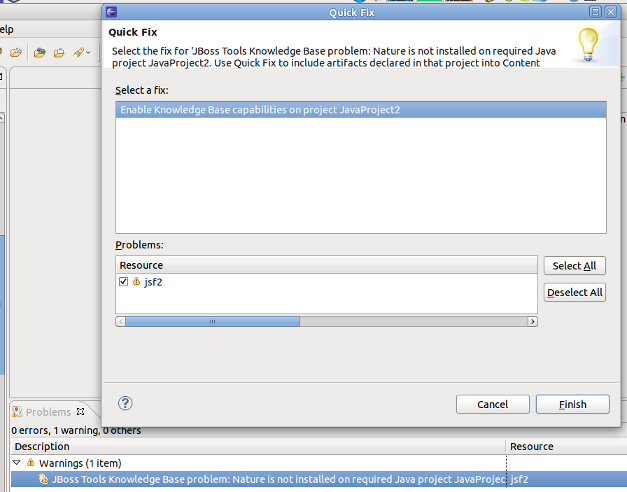 Quick Fix
elp
Quick Fix
Select the fix for 'JBoss Tools Knowledge Base problem: Nature is not installed on required Java
project JavaProject2. Use Quick Fix to include artifacts declared in that project into Content
Select a fix:
Enable Knowledge Base capabilities on project JavaProject2
Problems:
Resource
jsf2
Select All
Deselect All
Cancel
Finish
Problems
0 errors, 1 warning, 0 others
Description Resource
Warnings (1 item)
JBoss Tools Knowledge Base problem: Nature is not installed on required Java project JavaProjec jsf2